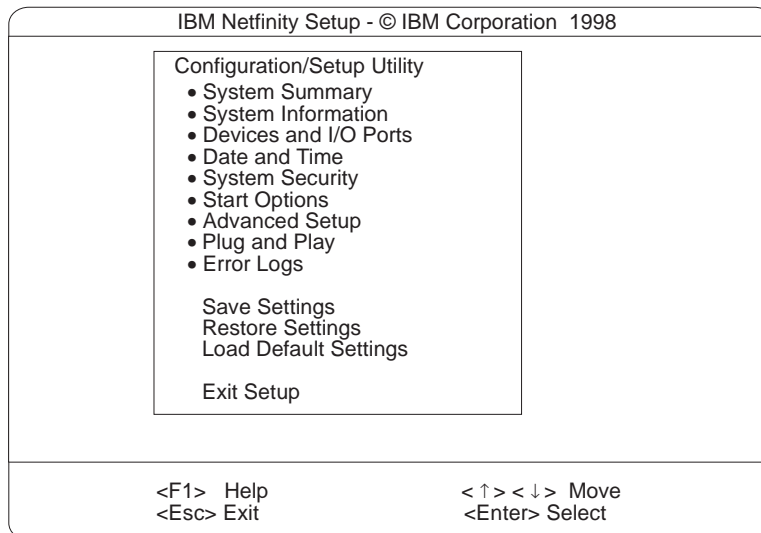 IBM Netfinity Setup - © IBM Corporation 1998
Configuration/Setup Utility
• System Summary
• System Information
• Devices and I/O Ports
• Date and Time
• System Security
• Start Options
• Advanced Setup
• Plug and Play
• Error Logs
Save Settings
Restore Settings
Load Default Settings
Exit Setup
<F1> Help < ↑ > < ↓ > Move
<Esc> Exit <Enter> Select